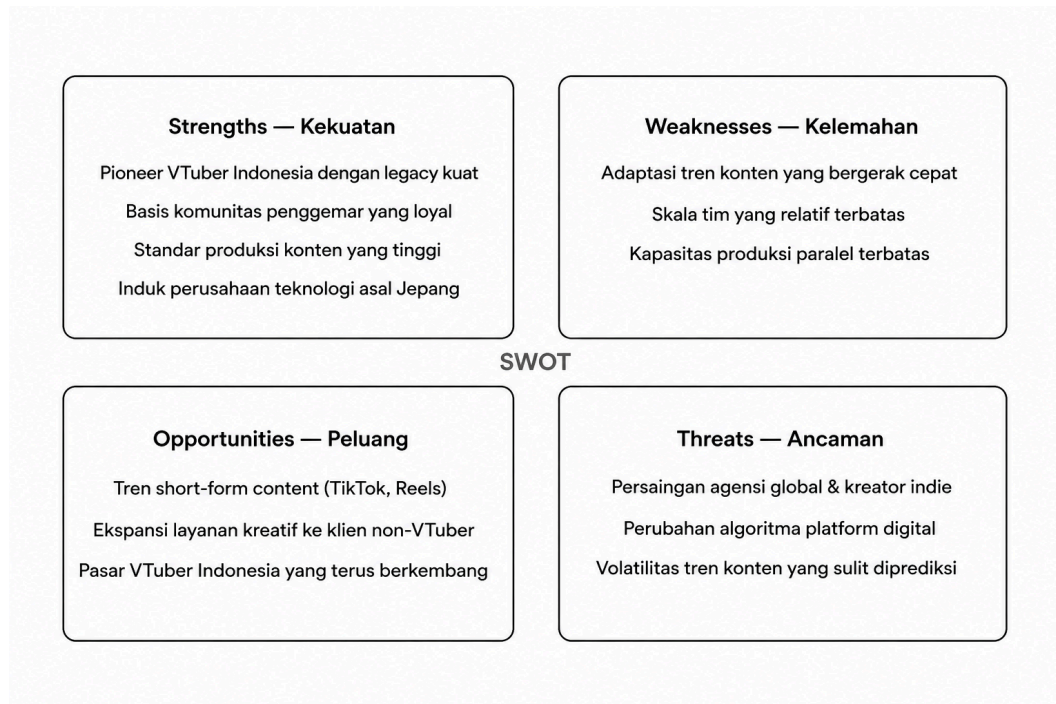 Strengths — Kekuatan
Pioneer VTuber Indonesia dengan legacy kuat
Basis komunitas penggemar yang loyal
Standar produksi konten yang tinggi
Induk perusahaan teknologi asal Jepang
Weaknesses — Kelemahan
Adaptasi tren konten yang bergerak cepat
Skala tim yang relatif terbatas
Kapasitas produksi paralel terbatas
SWOT
Opportunities — Peluang
Tren short-form content (TikTok, Reels)
Ekspansi layanan kreatif ke klien non-VTuber
Pasar VTuber Indonesia yang terus berkembang
Threats — Ancaman
Persaingan agensi global & kreator indie
Perubahan algoritma platform digital
Volatilitas tren konten yang sulit diprediksi